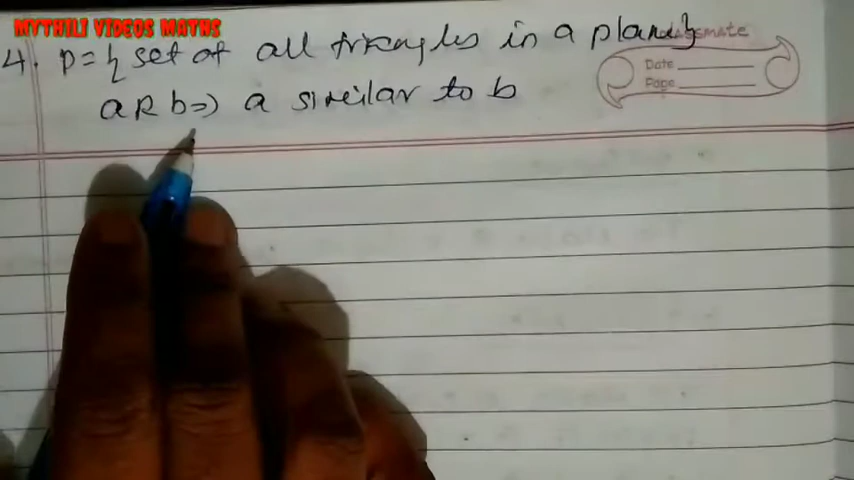 MYTHILI VIDEOS MATHS
4. P = { set of all triangles in a plane}
a R b => a similar to b
Date
Page